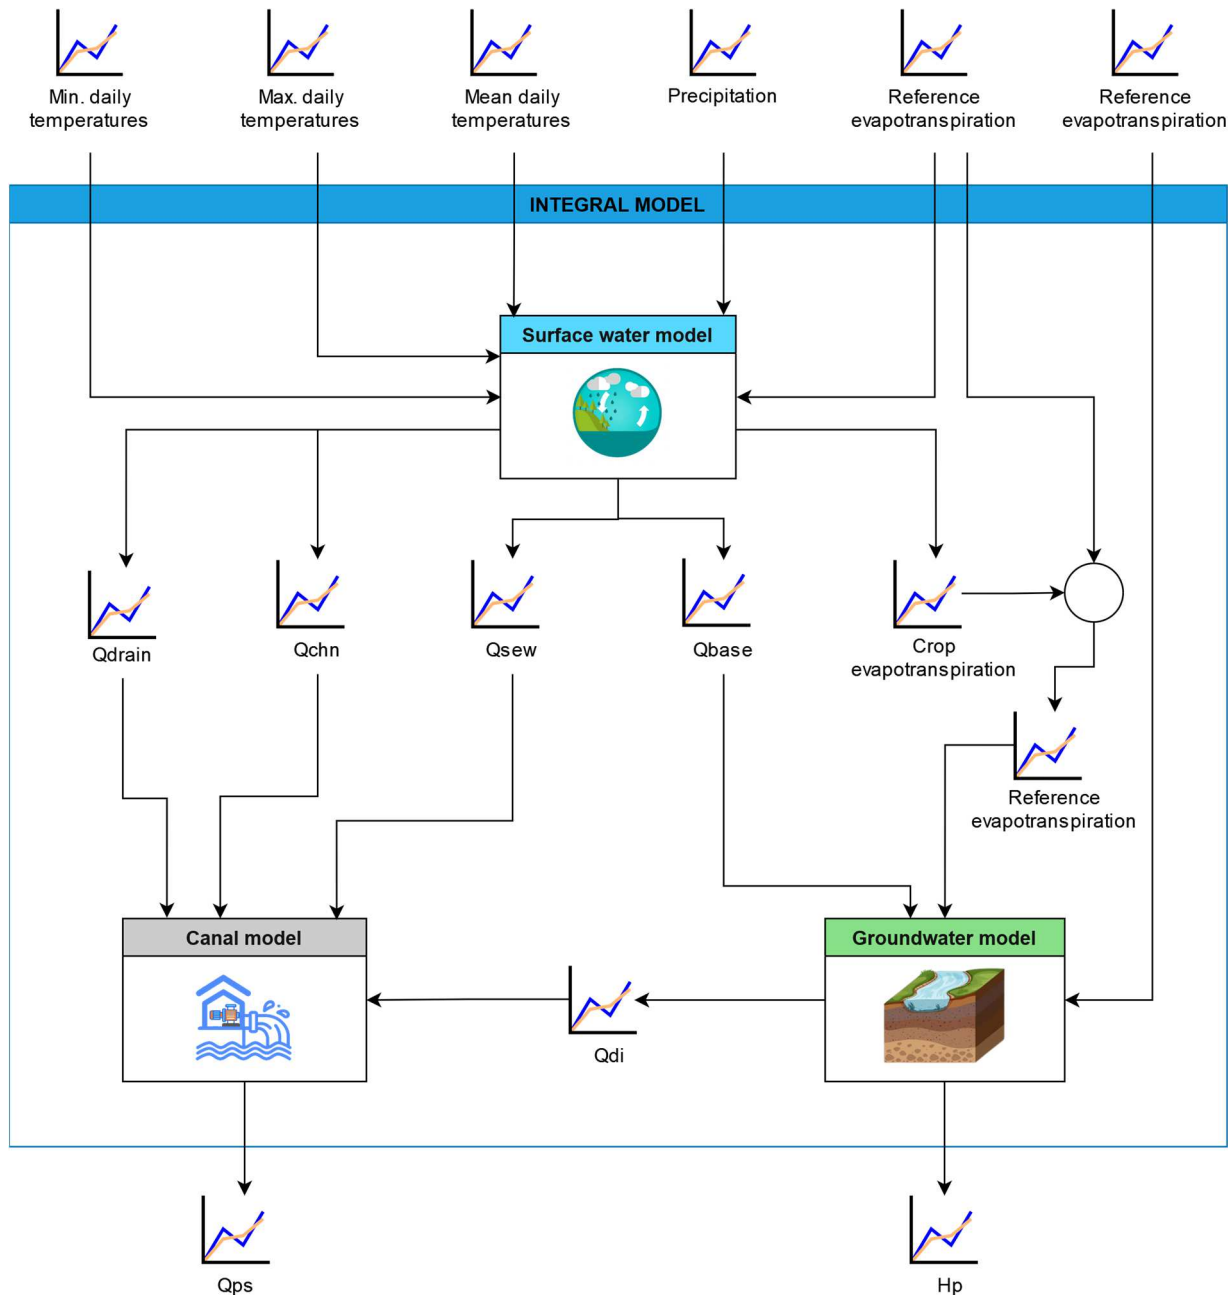 Min. daily
temperatures
Max. daily
temperatures
Mean daily
temperatures
Precipitation
Reference
evapotranspiration
Reference
evapotranspiration
INTEGRAL MODEL
Surface water model
Qdrain
Qchn
Qsew
Qbase
Crop
evapotranspiration
Reference
evapotranspiration
Canal model
Groundwater model
Qdi
Qps
Hp